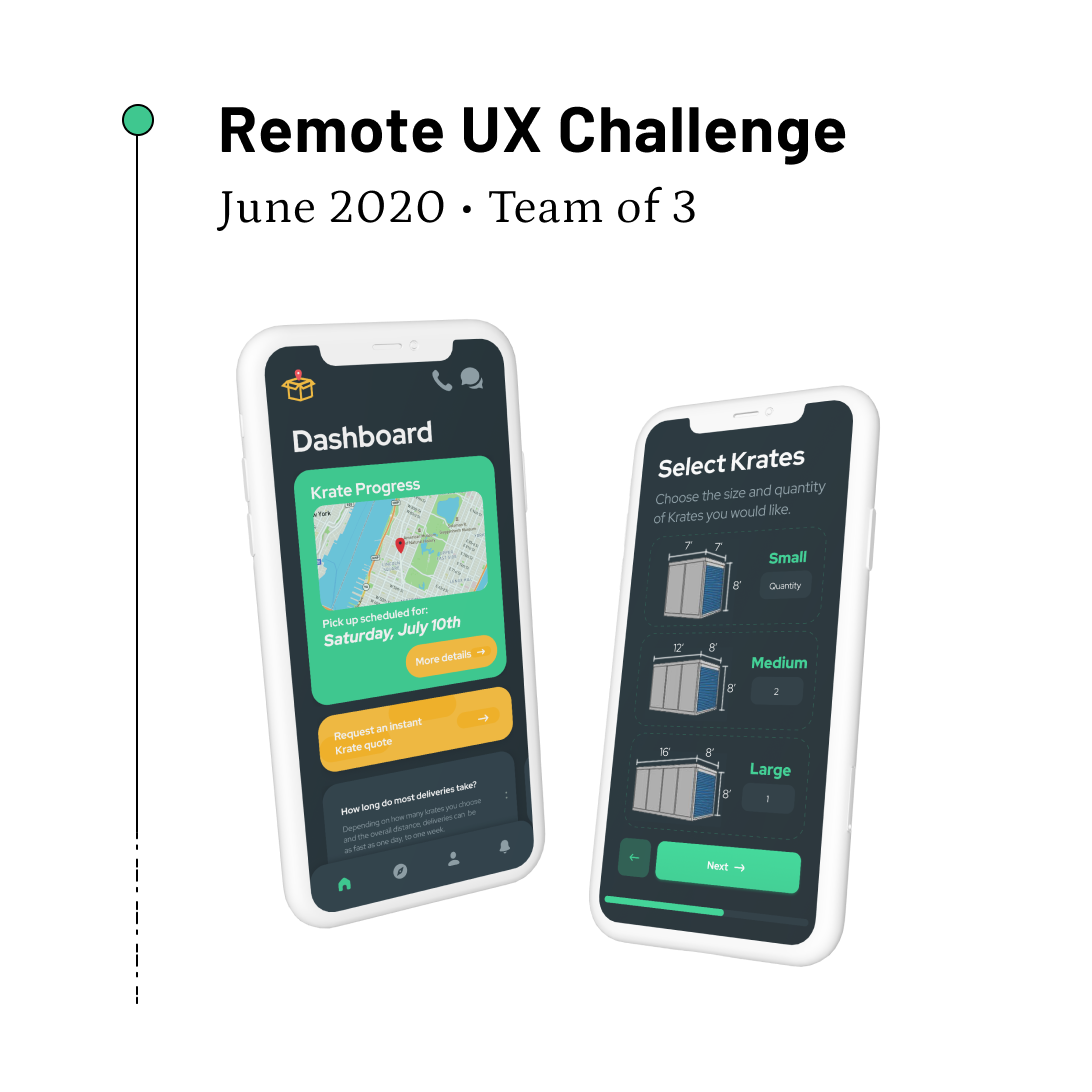 Remote UX Challenge
June 2020 • Team of 3
Dashboard
Krate Progress
Pick up scheduled for:
Saturday, July 10th
More details →
Request an instant
Krate quote
→
How long do most deliveries take?
Depending on how many krates you choose
and the overall distance, deliveries can be
as fast as one day, to one week.
Select Krates
Choose the size and quantity
of Krates you would like.
7' 7'
8'
Small
Quantity
12' 8'
8'
Medium
2
16' 8'
8'
Large
1
←
Next →